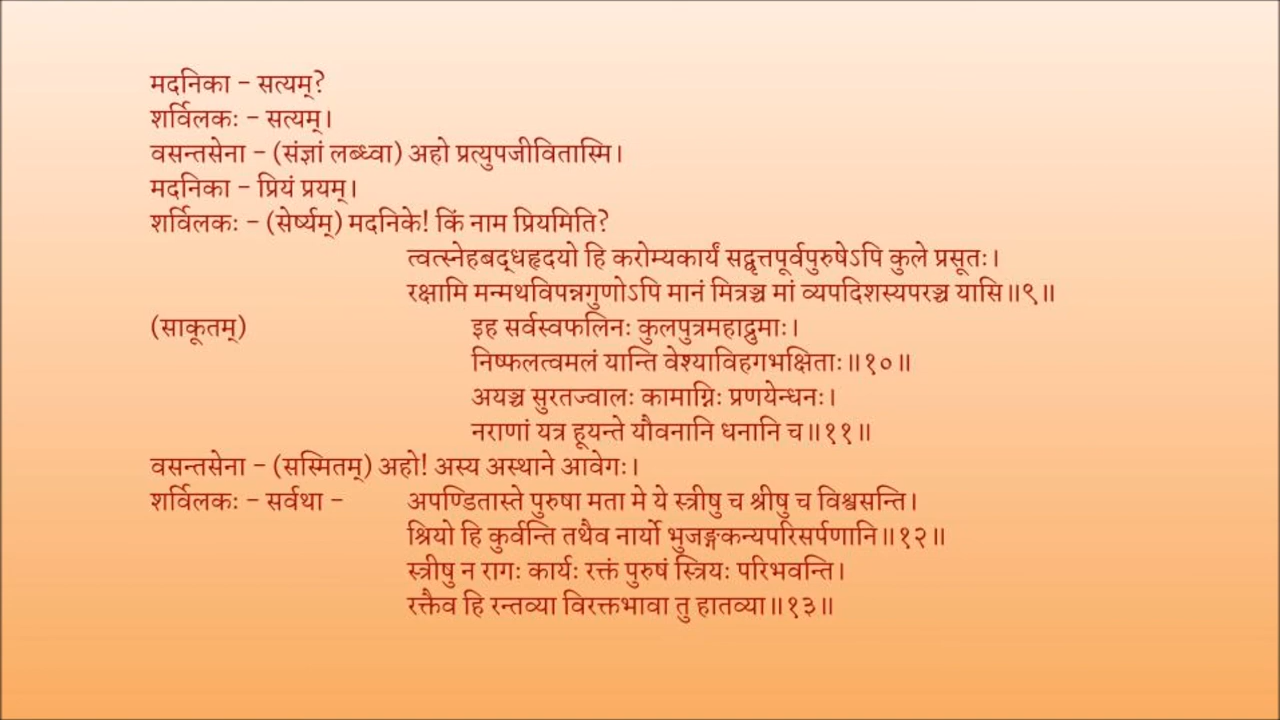 मदनिका – सत्यम्?
शर्विलकः – सत्यम्।
वसन्तसेना – (संज्ञां लब्ध्वा) अहो प्रत्युपजीवितास्मि।
मदनिका – प्रियं प्रयम्।
शर्विलकः – (सेर्ष्यम्) मदनिके! किं नाम प्रियमिति?
त्वत्स्नेहबद्धहृदयो हि करोम्यकार्यं सद्वृत्तपूर्वपुरुषेऽपि कुले प्रसूतः।
रक्षामि मन्मथविपन्नगुणोऽपि मानं मित्रञ्च मां व्यपदिशस्यपरञ्च यासि॥९॥
(साकूतम्) इह सर्वस्वफलिनः कुलपुत्रमहाद्रुमाः।
निष्फलत्वमलं यान्ति वेश्याविहगभक्षिताः॥१०॥
अयञ्च सुरतज्वालः कामाग्निः प्रणयेन्धनः।
नराणां यत्र हूयन्ते यौवनानि धनानि च॥११॥
वसन्तसेना – (सस्मितम्) अहो! अस्य अस्थाने आवेगः।
शर्विलकः – सर्वथा – अपण्डितास्ते पुरुषा मता मे ये स्त्रीषु च श्रीषु च विश्वसन्ति।
श्रियो हि कुर्वन्ति तथैव नार्यो भुजङ्गकन्यपरिसर्पणानि॥१२॥
स्त्रीषु न रागः कार्यः रक्तं पुरुषं स्त्रियः परिभवन्ति।
रक्तैव हि रन्तव्या विरक्तभावा तु हातव्या॥१३॥